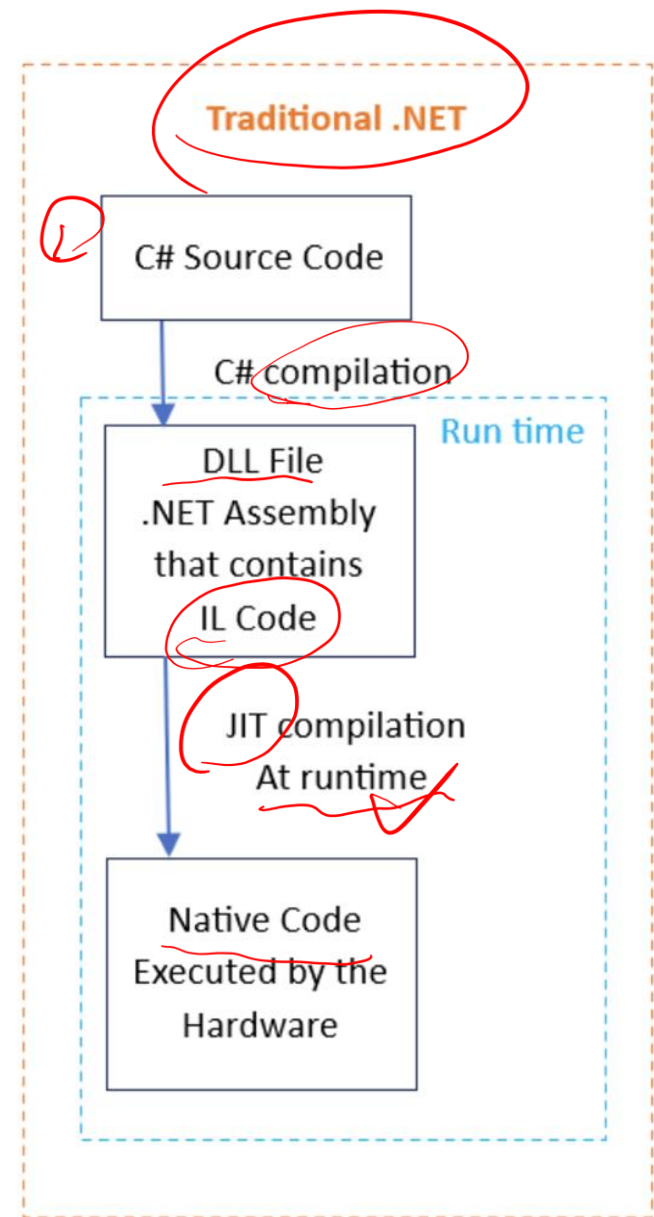 Traditional .NET
C# Source Code
C# compilation
Run time
DLL File
.NET Assembly
that contains
IL Code
JIT compilation
At runtime
Native Code
Executed by the
Hardware